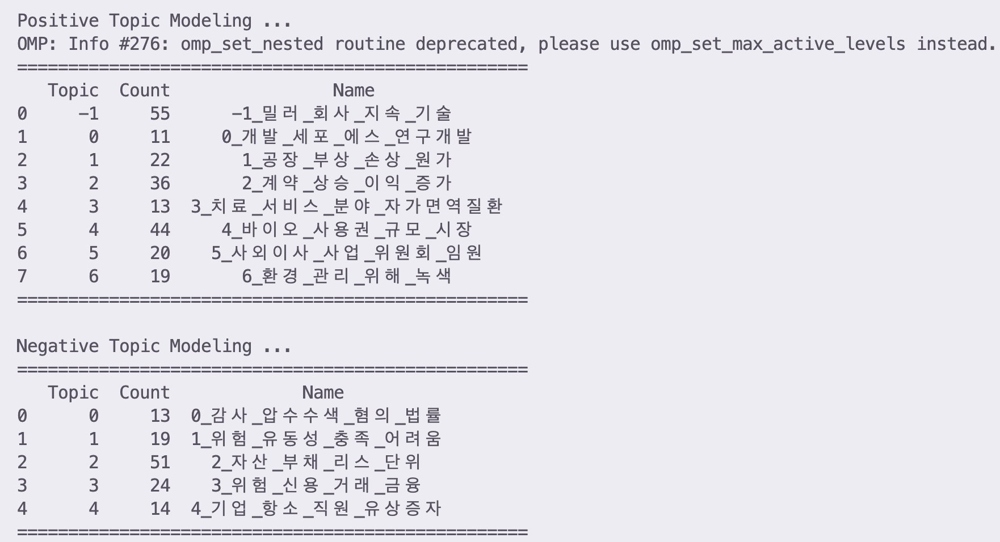 Positive Topic Modeling ...
OMP: Info #276: omp_set_nested routine deprecated, please use omp_set_max_active_levels instead.
==================================================
   Topic  Count                Name
0     -1     55      -1_밀러_회사_지속_기술
1      0     11     0_개발_세포_에스_연구개발
2      1     22       1_공장_부상_손상_원가
3      2     36       2_계약_상승_이익_증가
4      3     13  3_치료_서비스_분야_자가면역질환
5      4     44     4_바이오_사용권_규모_시장
6      5     20    5_사외이사_사업_위원회_임원
7      6     19       6_환경_관리_위해_녹색
==================================================
Negative Topic Modeling ...
==================================================
   Topic  Count             Name
0      0     13  0_감사_압수수색_혐의_법률
1      1     19  1_위험_유동성_충족_어려움
2      2     51    2_자산_부채_리스_단위
3      3     24    3_위험_신용_거래_금융
4      4     14  4_기업_항소_직원_유상증자
==================================================